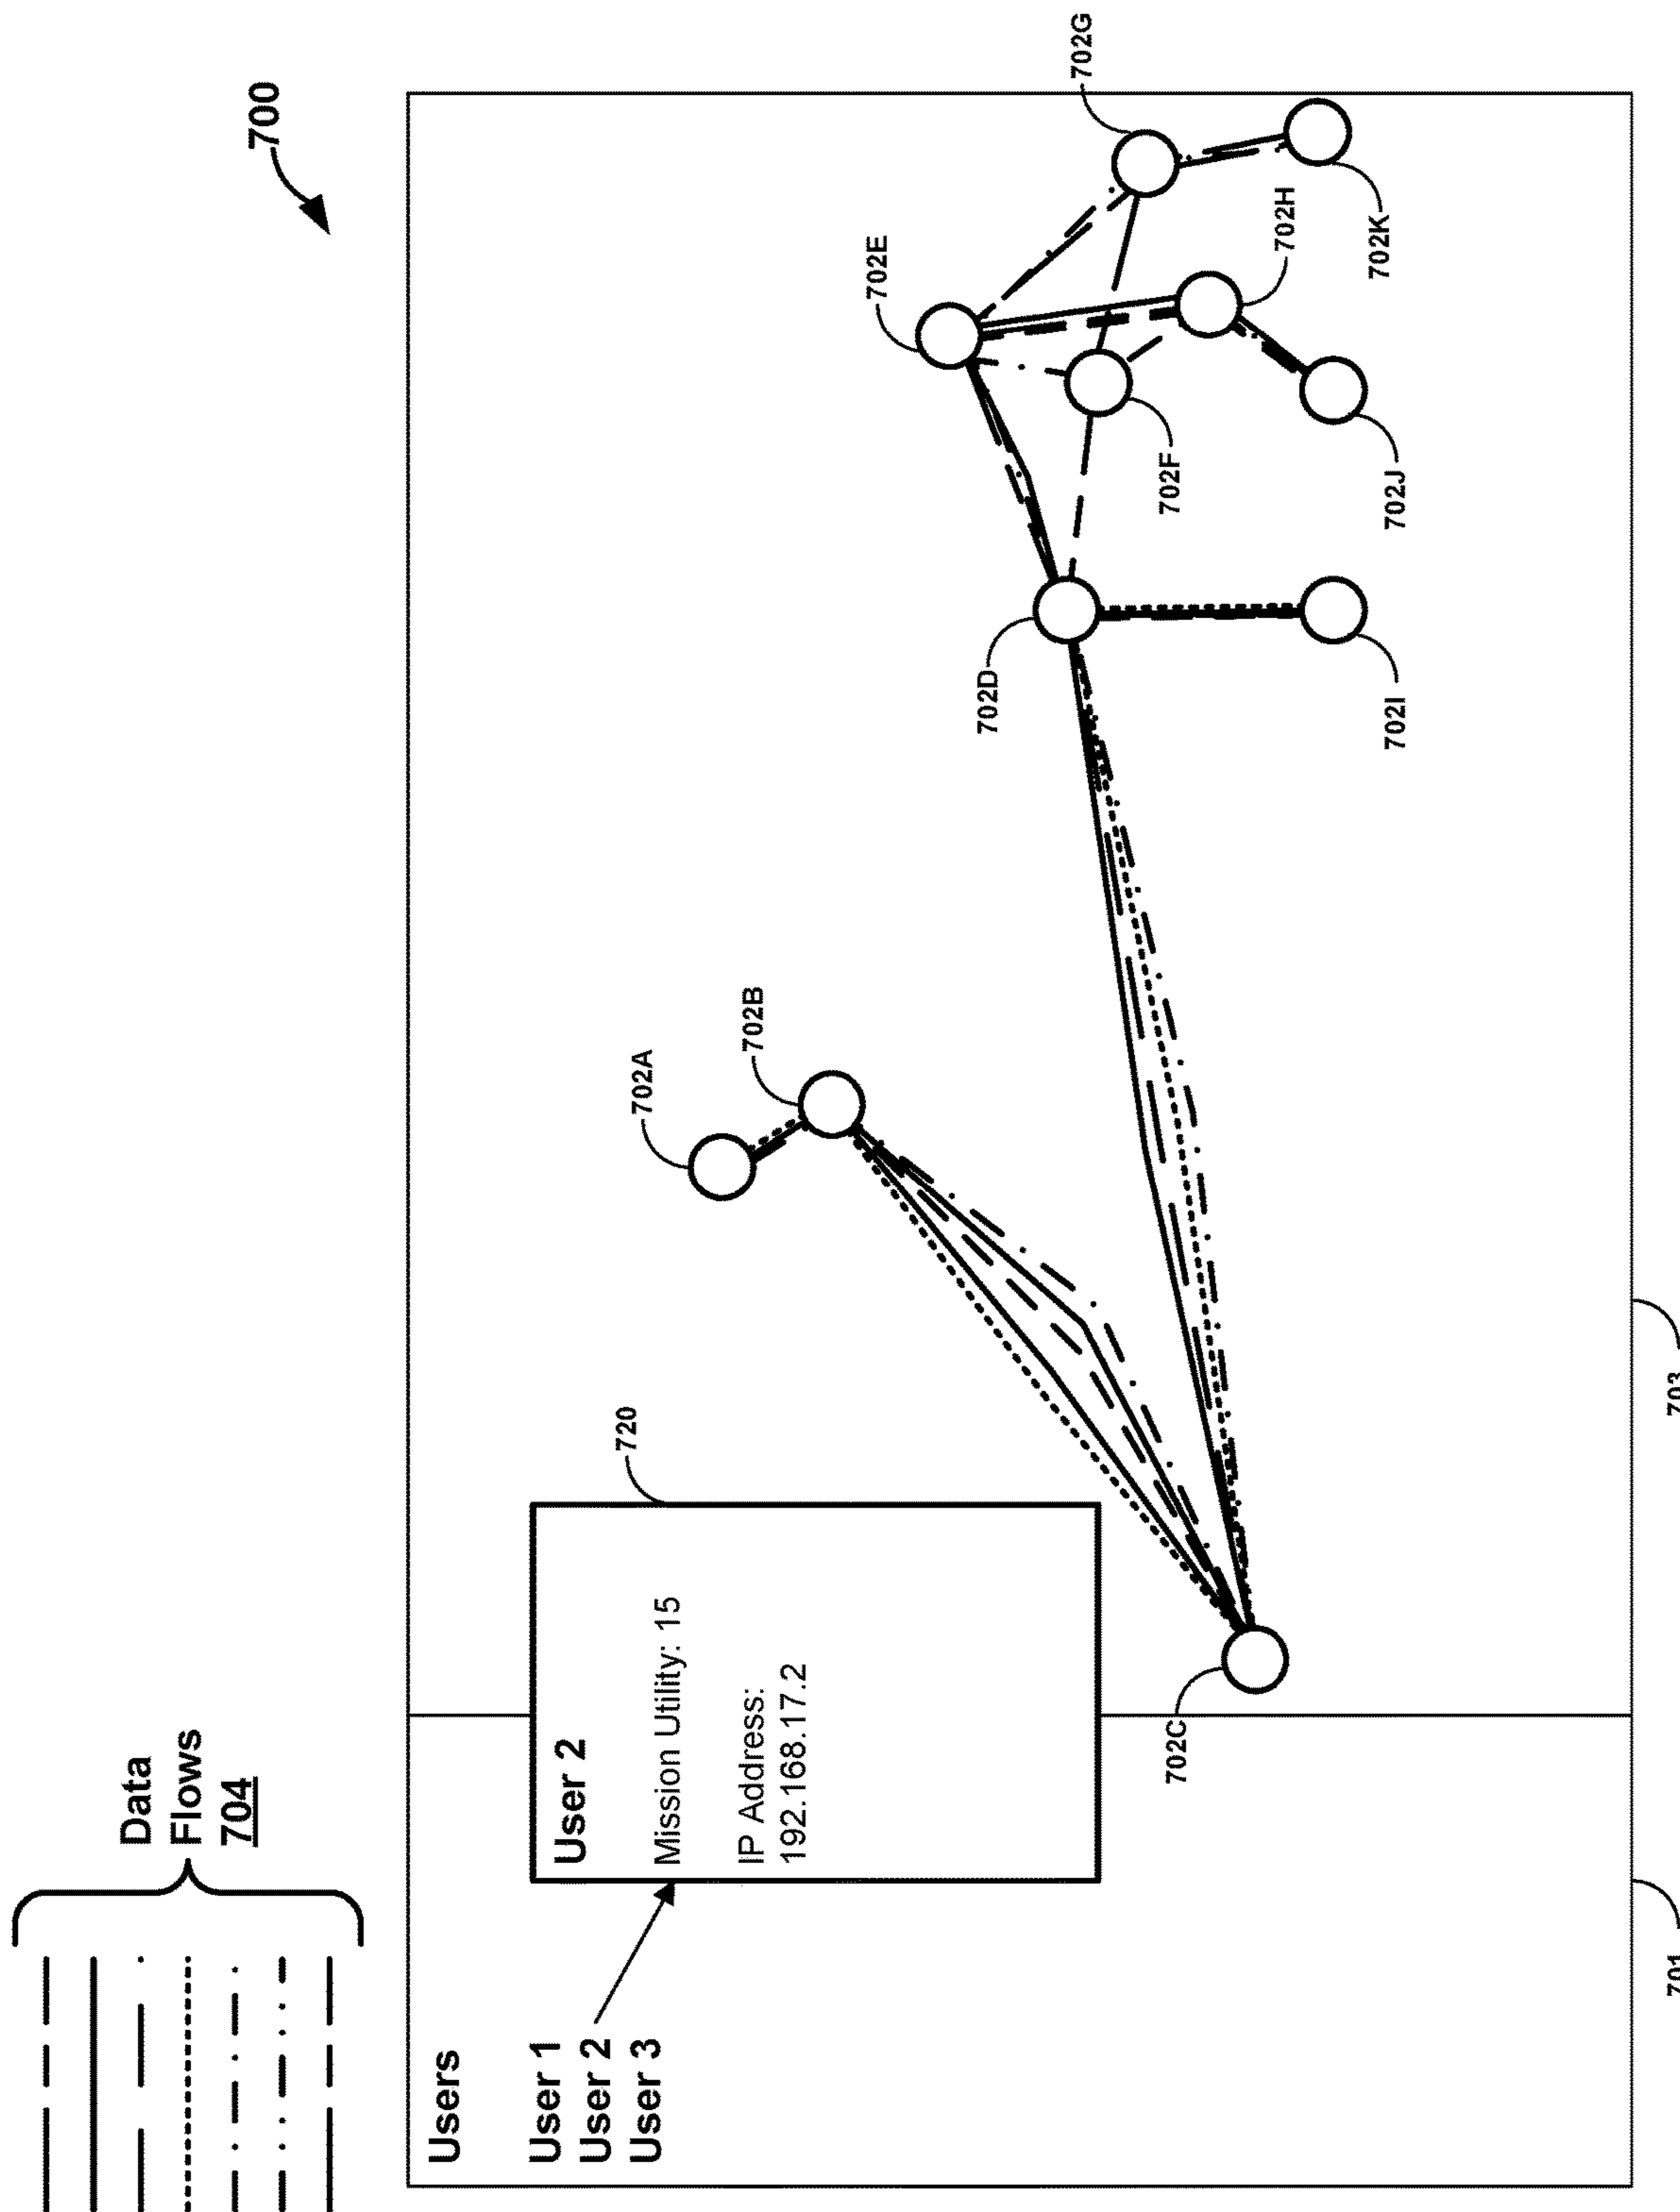 Data
Flows
704
700
Users
User 1
User 2
User 3
User 2
Mission Utility: 15
IP Address:
192.168.17.2
720
702A
702B
702C
702D
702E
702F
702G
702H
702I
702J
702K
701
703